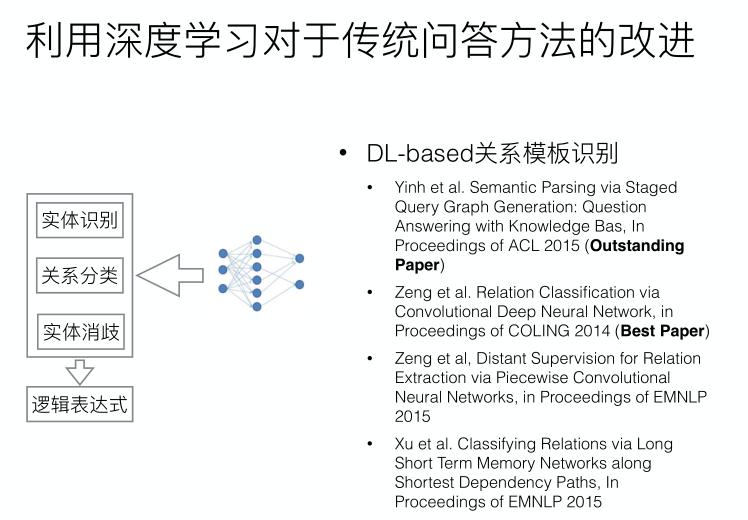 利用深度学习对于传统问答方法的改进
实体识别
关系分类
实体消歧
逻辑表达式
• DL-based关系模板识别
• Yinh et al. Semantic Parsing via Staged
Query Graph Generation: Question
Answering with Knowledge Bas, In
Proceedings of ACL 2015 (Outstanding
Paper)
• Zeng et al. Relation Classification via
Convolutional Deep Neural Network, in
Proceedings of COLING 2014 (Best Paper)
• Zeng et al, Distant Supervision for Relation
Extraction via Piecewise Convolutional
Neural Networks, in Proceedings of EMNLP
2015
• Xu et al. Classifying Relations via Long
Short Term Memory Networks along
Shortest Dependency Paths, In
Proceedings of EMNLP 2015